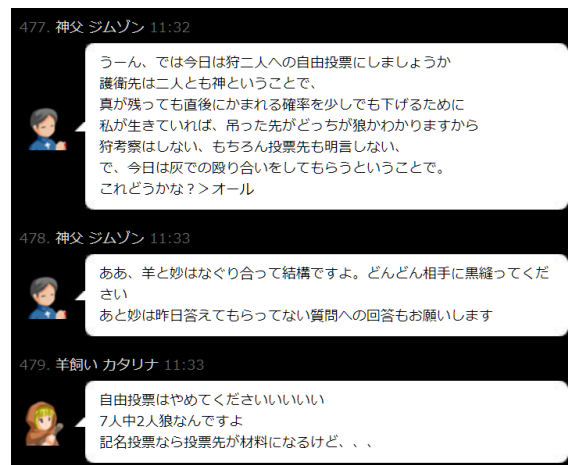 477. 神父 ジムゾン 11:32
うーん、では今日は狩二人への自由投票にしましょうか
護衛先は二人とも神ということで、
真が残っても直後にかまれる確率を少しでも下げるために
私が生きていれば、吊った先がどっちが狼かわかりますから
狩考察はしない、もちろん投票先も明言しない、
で、今日は灰での殴り合いをしてもらうということで。
これどうかな？＞オール
478. 神父 ジムゾン 11:33
ああ、羊と妙はなぐり合って結構ですよ。どんどん相手に黒縫ってくだ
さい
あと妙は昨日答えてもらってない質問への回答もお願いします
479. 羊飼い カタリナ 11:33
自由投票はやめてくださいいいいい
7人中2人狼なんですよ
記名投票なら投票先が材料になるけど、、、